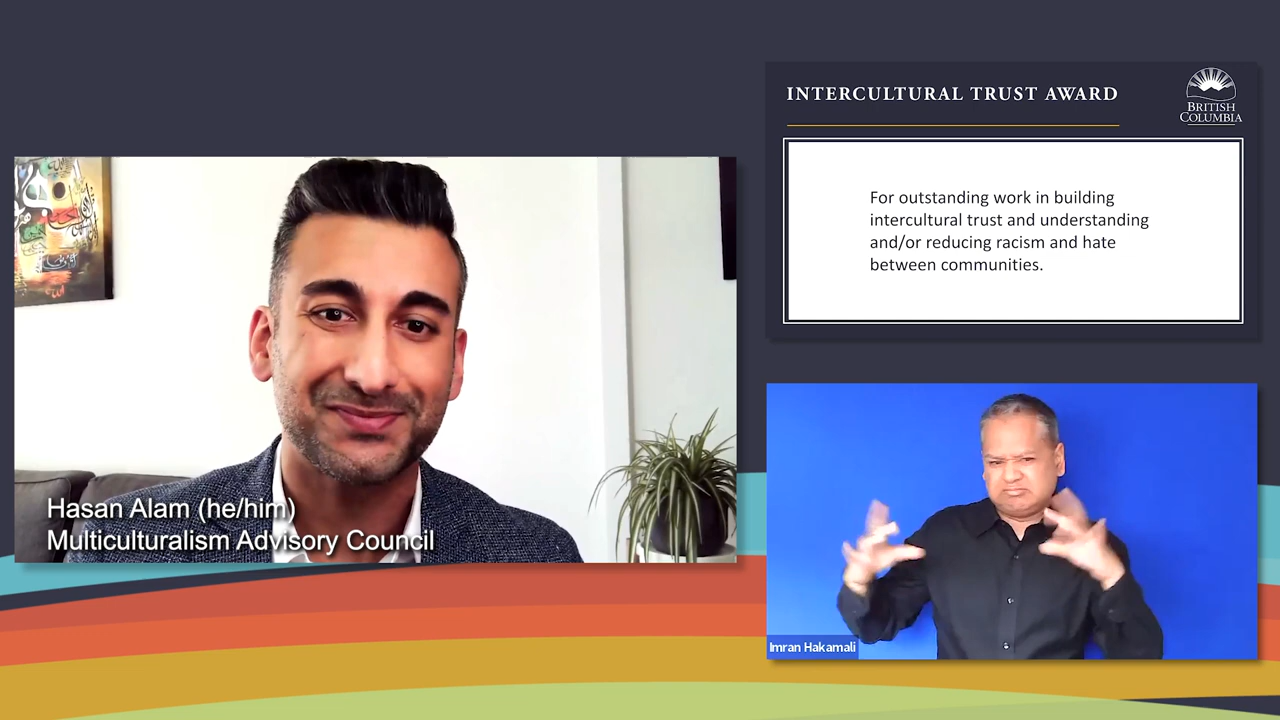 INTERCULTURAL TRUST AWARD
BRITISH
COLUMBIA
For outstanding work in building
intercultural trust and understanding
and/or reducing racism and hate
between communities.
Hasan Alam (he/him)
Multiculturalism Advisory Council
Imran Hakamali